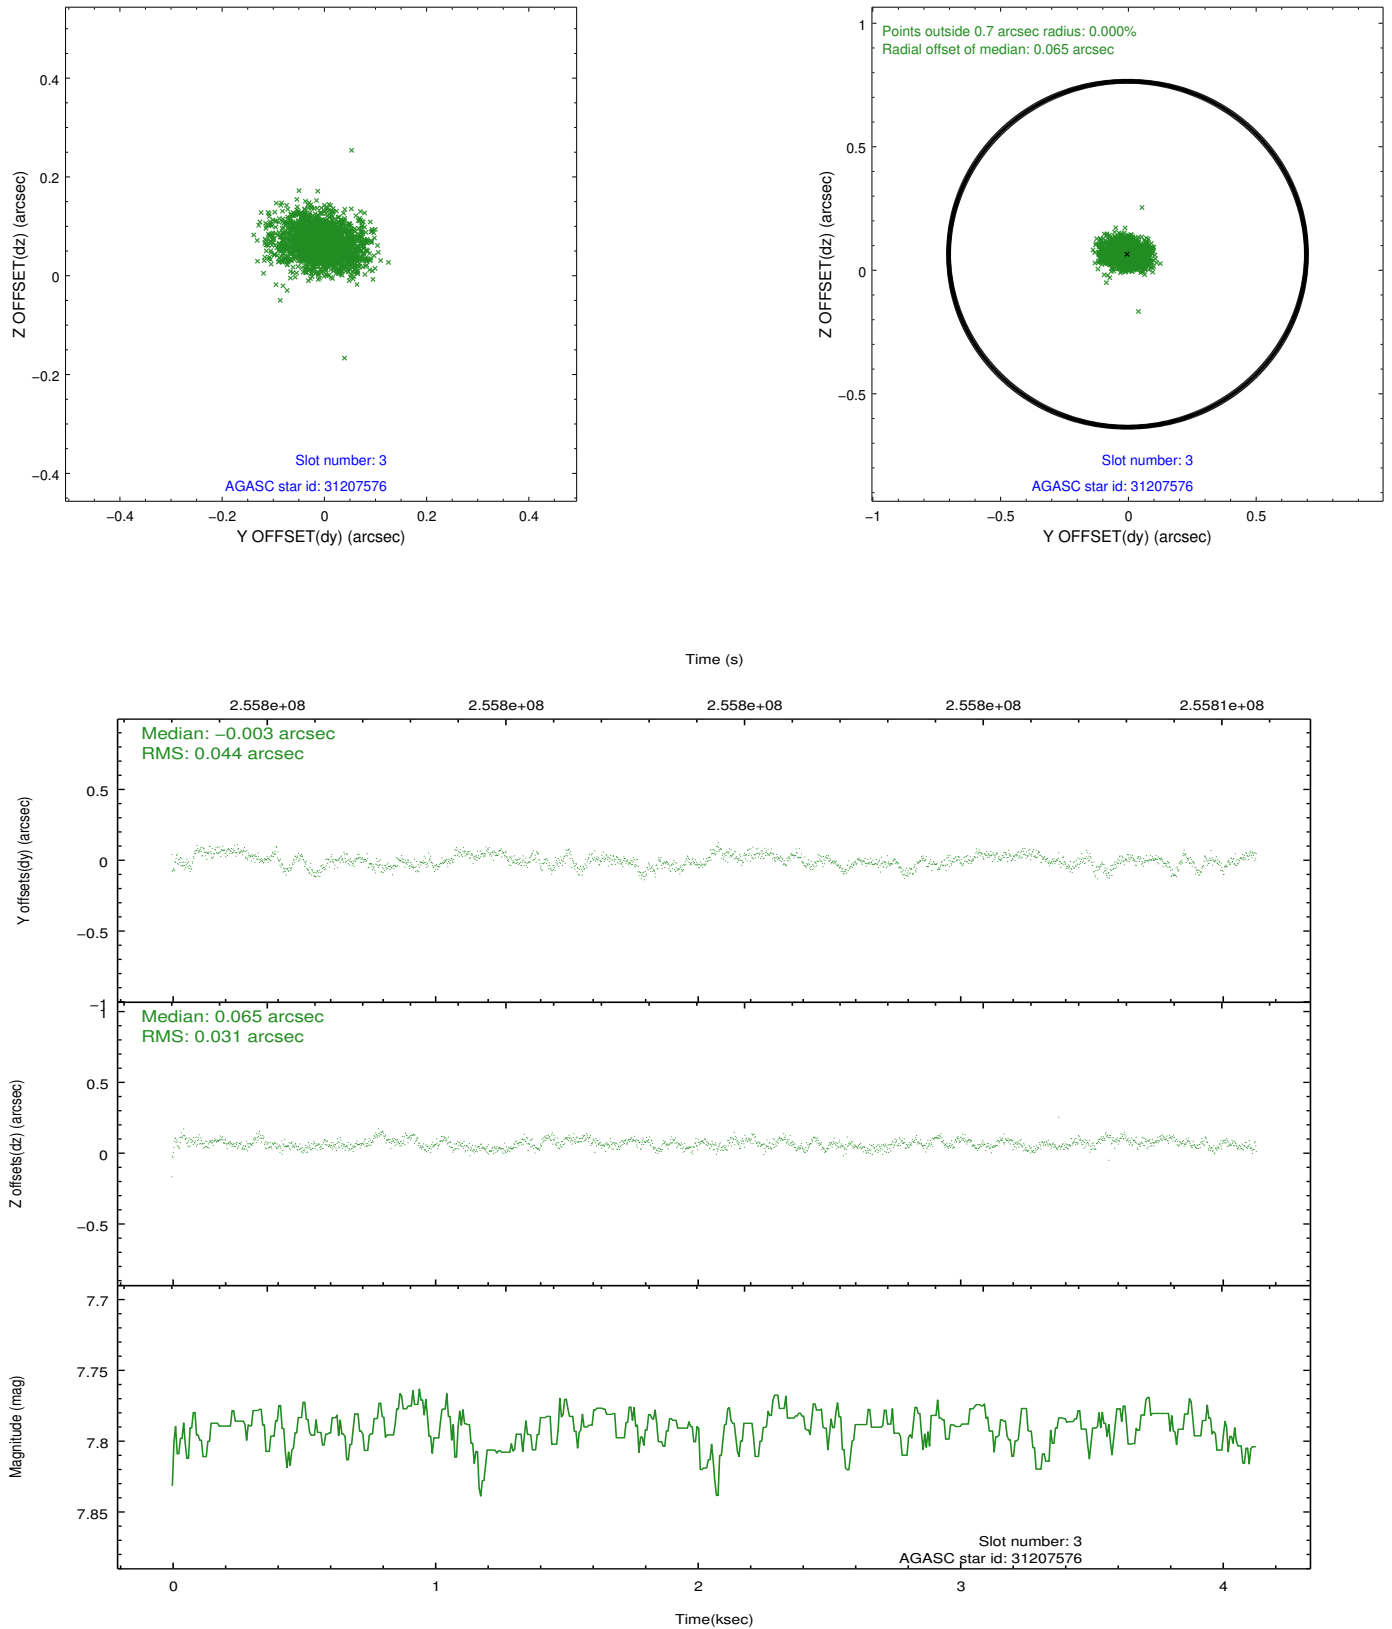 0.4
0.2
0
−0.2
−0.4
Z OFFSET(dz) (arcsec)
Slot number: 3
AGASC star id: 31207576
−0.4 −0.2 0 0.2 0.4
Y OFFSET(dy) (arcsec)
Points outside 0.7 arcsec radius: 0.000%
Radial offset of median: 0.065 arcsec
1
0.5
0
−0.5
Z OFFSET(dz) (arcsec)
Slot number: 3
AGASC star id: 31207576
−1 −0.5 0 0.5
Y OFFSET(dy) (arcsec)
Time (s)
2.558e+08 2.558e+08 2.558e+08 2.558e+08 2.5581e+08
Median: −0.003 arcsec
RMS: 0.044 arcsec
0.5
0
−0.5
−1
Y offsets(dy) (arcsec)
Median: 0.065 arcsec
RMS: 0.031 arcsec
1
0.5
0
−0.5
Z offsets(dz) (arcsec)
7.7
7.75
7.8
7.85
Magnitude (mag)
Slot number: 3
AGASC star id: 31207576
0 1 2 3 4
Time(ksec)